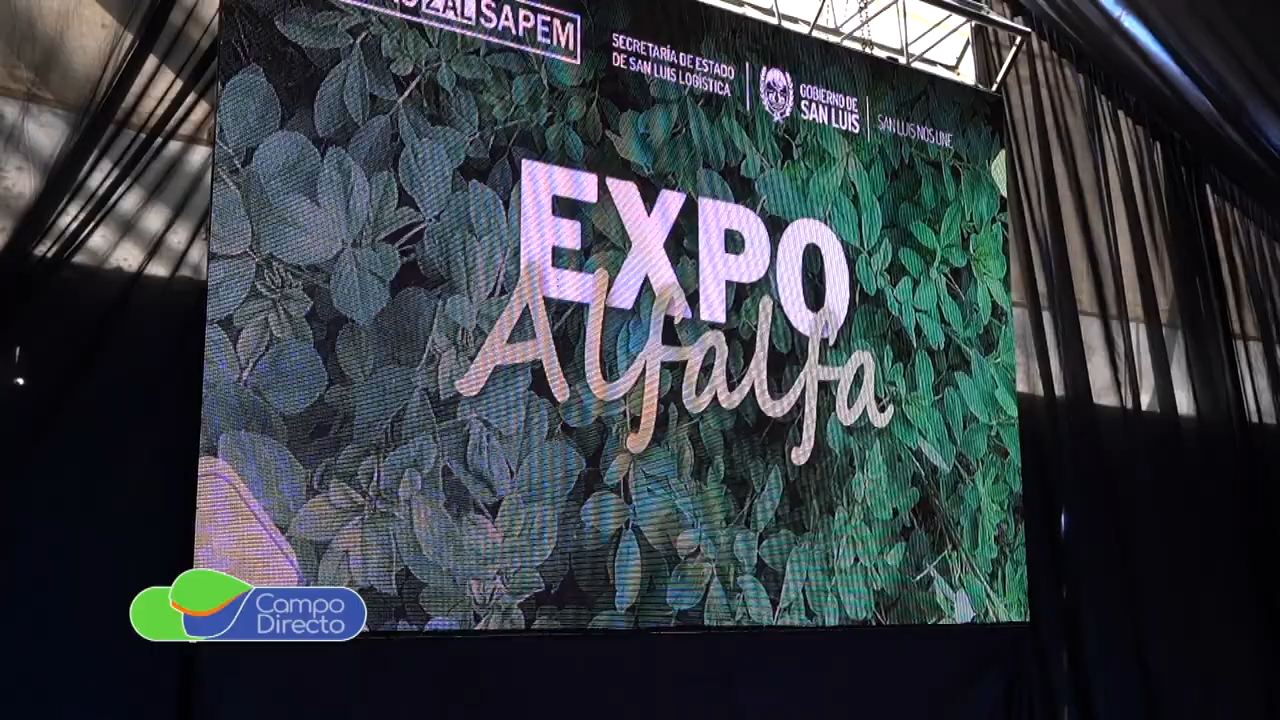 SAPEM
SECRETARÍA DE ESTADO
DE SAN LUIS LOGÍSTICA
GOBIERNO DE
SAN LUIS
SAN LUIS NOS UNE
EXPO
Alfalfa
Campo
Directo